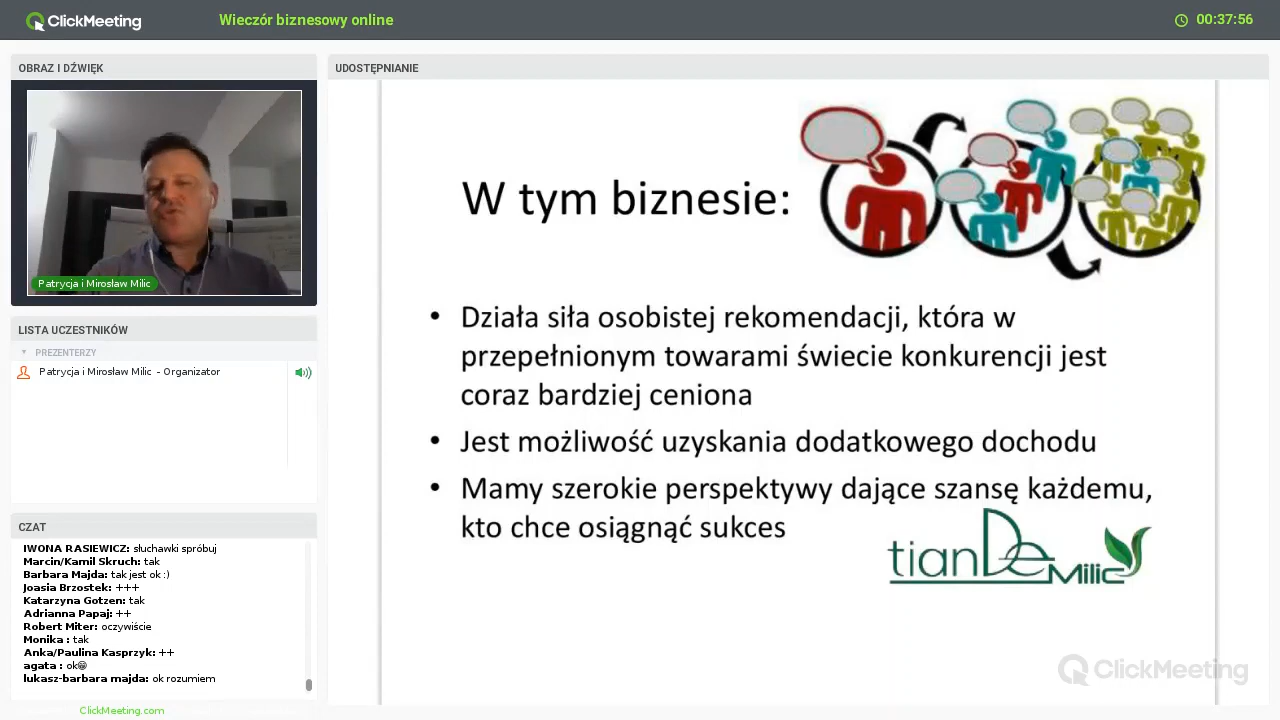 ClickMeeting
Wieczór biznesowy online
00:37:56
OBRAZ I DŹWIĘK
Patrycja i Mirosław Milic
LISTA UCZESTNIKÓW
PREZENTERZY
Patrycja i Mirosław Milic - Organizator
CZAT
IWONA RASIEWICZ: słuchawki spróbuj
Marcin/Kamil Skruch: tak
Barbara Majda: tak jest ok :)
Joasia Brzostek: +++
Katarzyna Gotzen: tak
Adrianna Papaj: ++
Robert Miter: oczywiście
Monika : tak
Anka/Paulina Kasprzyk: ++
agata : ok😁
lukasz-barbara majda: ok rozumiem
ClickMeeting.com
UDOSTĘPNIANIE
W tym biznesie:
• Działa siła osobistej rekomendacji, która w
przepełnionym towarami świecie konkurencji jest
coraz bardziej ceniona
• Jest możliwość uzyskania dodatkowego dochodu
• Mamy szerokie perspektywy dające szansę każdemu,
kto chce osiągnąć sukces
tianDe Milic
ClickMeeting